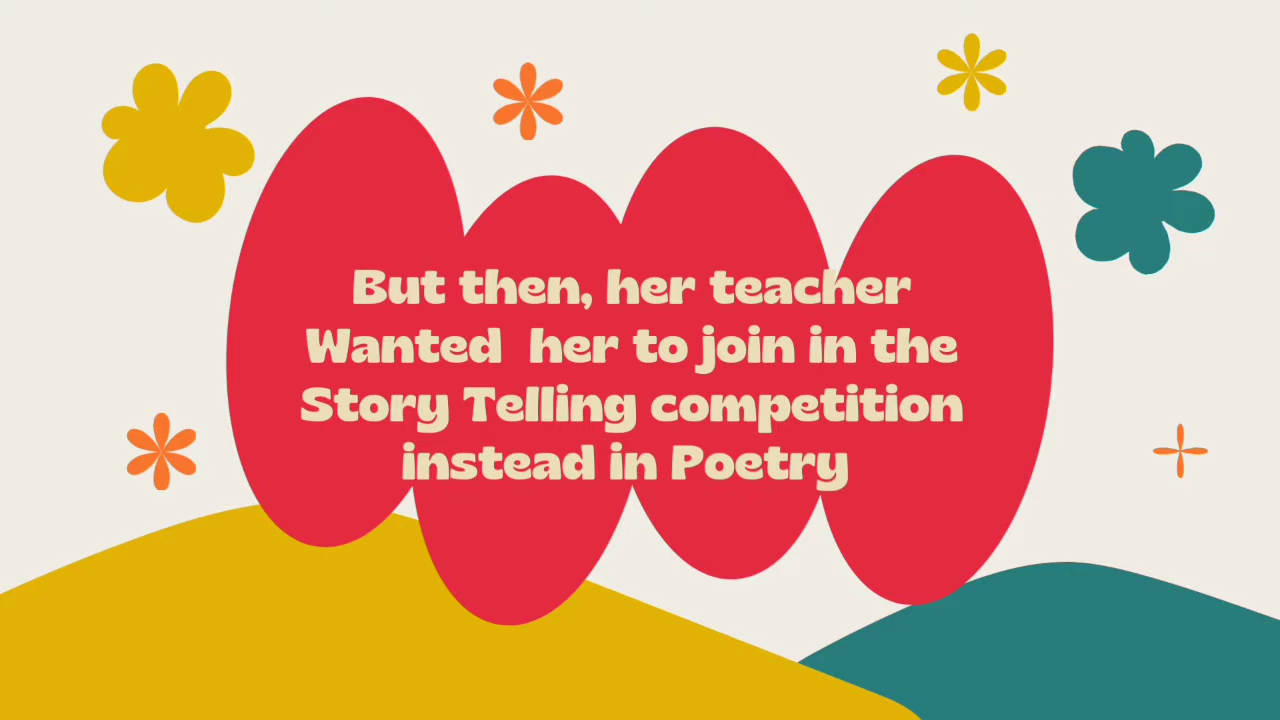 But then, her teacher
Wanted  her to join in the
Story Telling competition
instead in Poetry